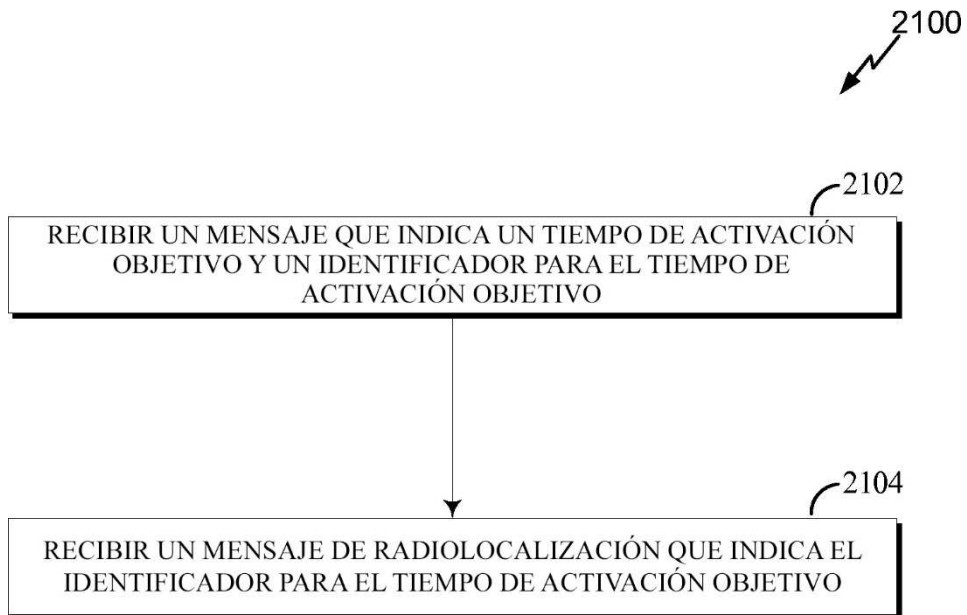 2100
2102
RECIBIR UN MENSAJE QUE INDICA UN TIEMPO DE ACTIVACIÓN
OBJETIVO Y UN IDENTIFICADOR PARA EL TIEMPO DE
ACTIVACIÓN OBJETIVO
2104
RECIBIR UN MENSAJE DE RADIOLOCALIZACIÓN QUE INDICA EL
IDENTIFICADOR PARA EL TIEMPO DE ACTIVACIÓN OBJETIVO